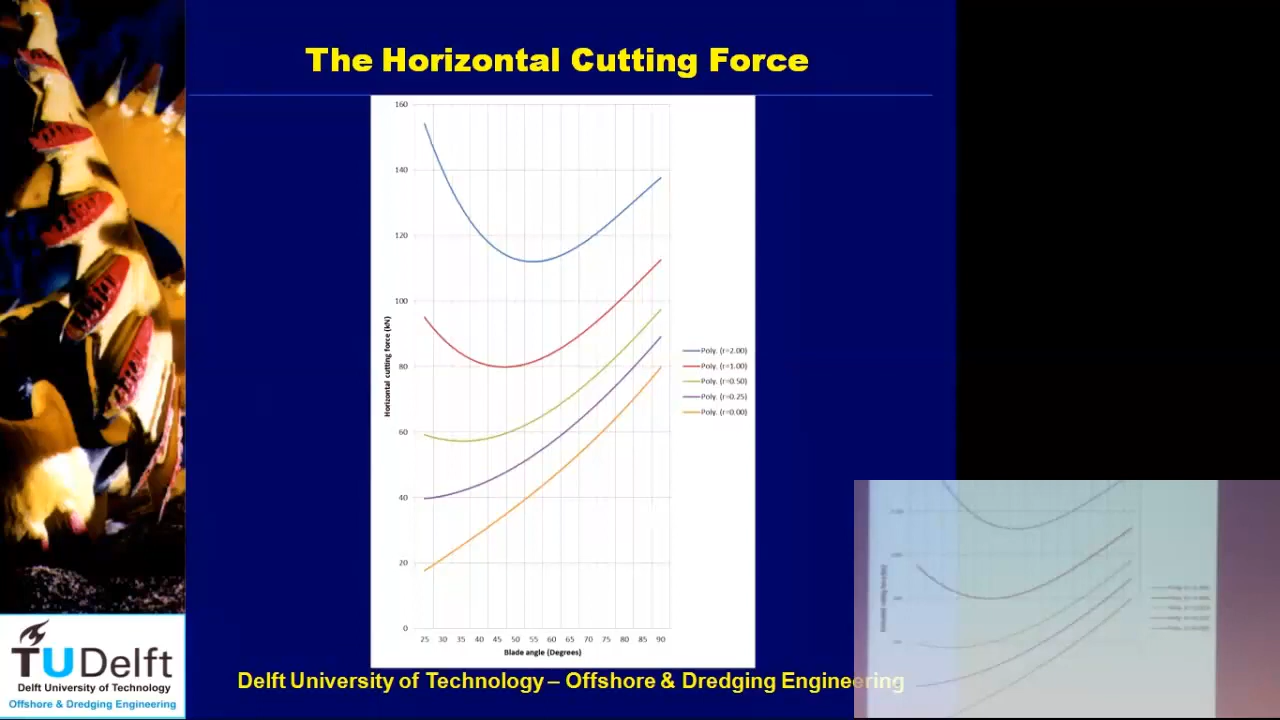 The Horizontal Cutting Force
160
140
120
100
80
60
40
20
0
Horizontal cutting force (kN)
25 30 35 40 45 50 55 60 65 70 75 80 85 90
Blade angle (Degrees)
Poly. (r=2.00)
Poly. (r=1.00)
Poly. (r=0.50)
Poly. (r=0.25)
Poly. (r=0.00)
TUDelft
Delft University of Technology
Offshore & Dredging Engineering
Delft University of Technology – Offshore & Dredging Engineering